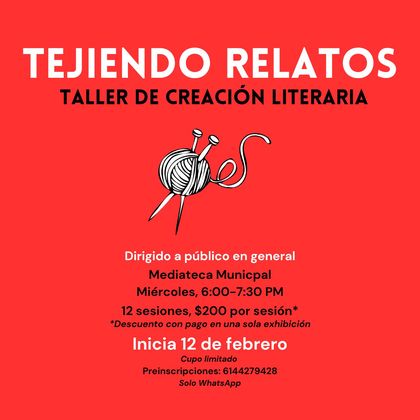 TEJIENDO RELATOS
TALLER DE CREACIÓN LITERARIA
Dirigido a público en general
Mediateca Municpal
Miércoles, 6:00-7:30 PM
12 sesiones, $200 por sesión*
*Descuento con pago en una sola exhibición
Inicia 12 de febrero
Cupo limitado
Preinscripciones: 6144279428
Solo WhatsApp